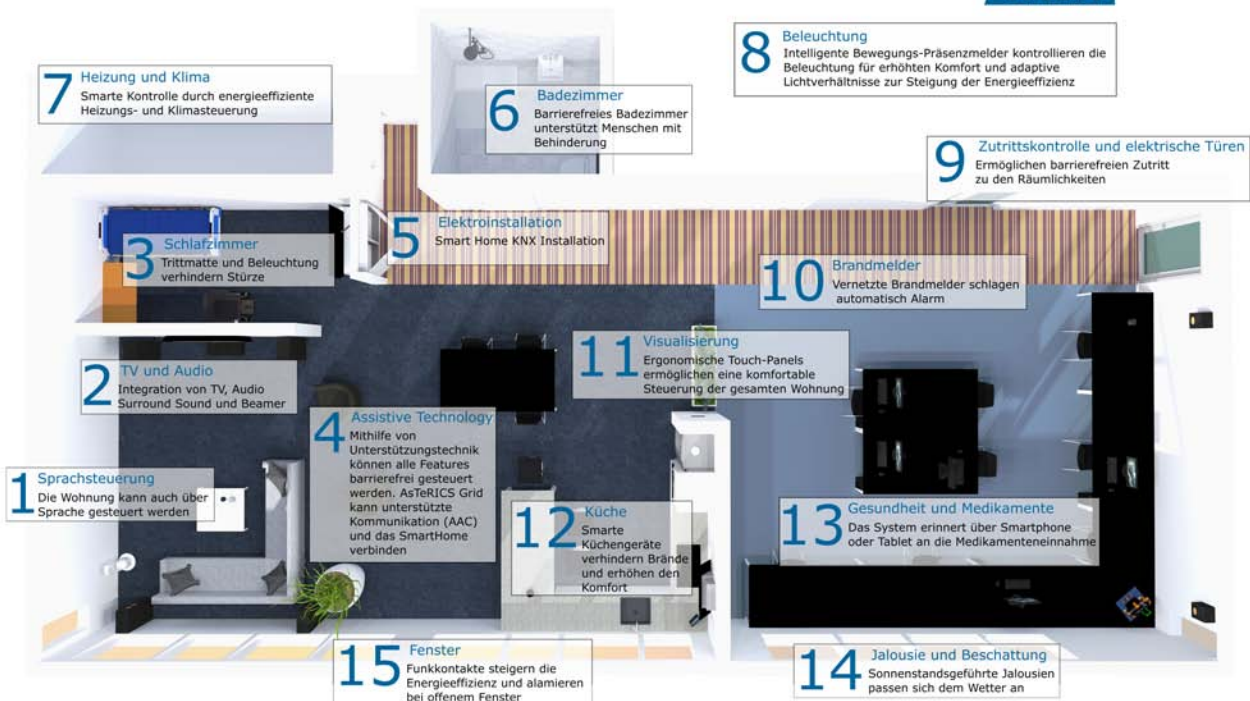 7 Heizung und Klima
Smarte Kontrolle durch energieeffiziente
Heizungs- und Klimasteuerung
6 Badezimmer
Barrierefreies Badezimmer
unterstützt Menschen mit
Behinderung
8 Beleuchtung
Intelligente Bewegungs-Präsenzmelder kontrollieren die
Beleuchtung für erhöhten Komfort und adaptive
Lichtverhältnisse zur Steigung der Energieeffizienz
9 Zutrittskontrolle und elektrische Türen
Ermöglichen barrierefreien Zutritt
zu den Räumlichkeiten
3 Schlafzimmer
Trittmatte und Beleuchtung
verhindern Stürze
5 Elektroinstallation
Smart Home KNX Installation
10 Brandmelder
Vernetzte Brandmelder schlagen
automatisch Alarm
2 TV und Audio
Integration von TV, Audio
Surround Sound und Beamer
11 Visualisierung
Ergonomische Touch-Panels
ermöglichen eine komfortable
Steuerung der gesamten Wohnung
4 Assistive Technology
Mithilfe von
Unterstützungstechnik
können alle Features
barrierefrei gesteuert
werden. AsTeRICS Grid
kann unterstützte
Kommunikation (AAC)
und das SmartHome
verbinden
1 Sprachsteuerung
Die Wohnung kann auch über
Sprache gesteuert werden
12 Küche
Smarte
Küchengeräte
verhindern Brände
und erhöhen den
Komfort
13 Gesundheit und Medikamente
Das System erinnert über Smartphone
oder Tablet an die Medikamenteneinnahme
15 Fenster
Funkkontakte steigern die
Energieeffizienz und alamieren
bei offenem Fenster
14 Jalousie und Beschattung
Sonnenstandsgeführte Jalousien
passen sich dem Wetter an